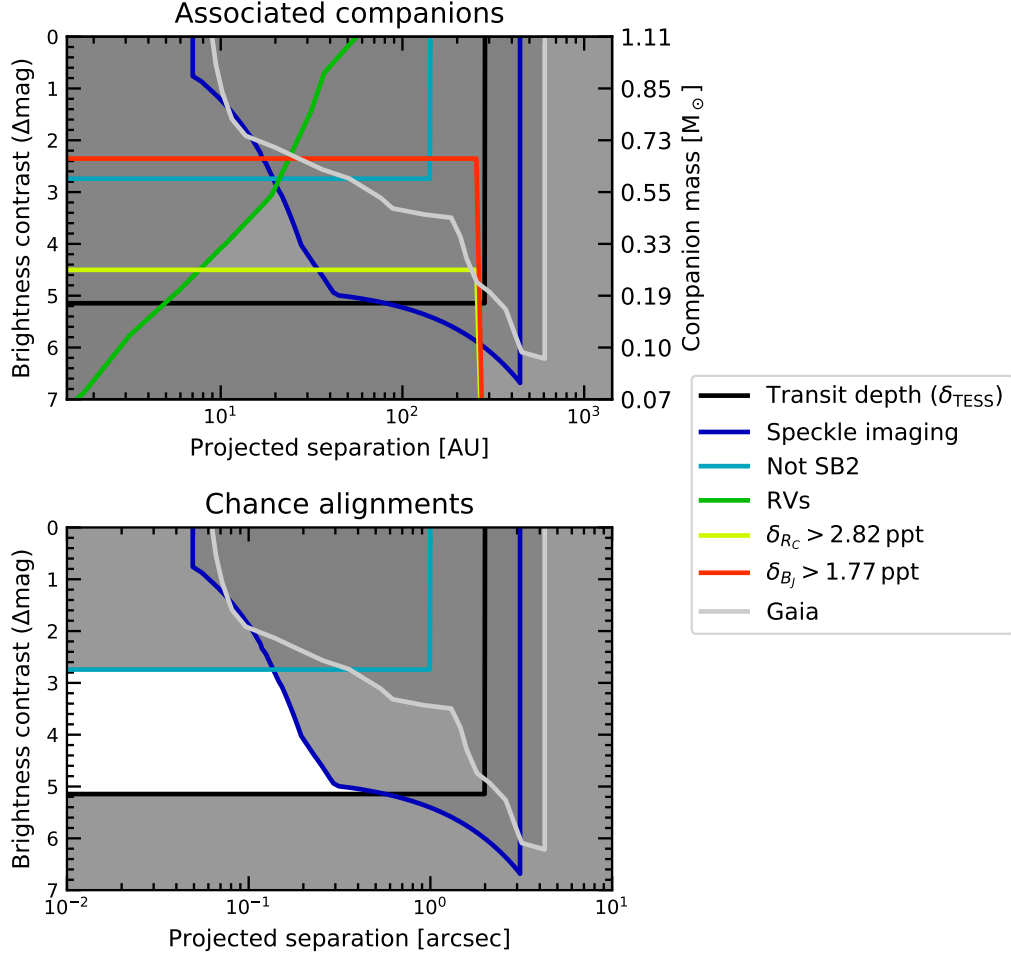 Associated companions
Brightness contrast (Δmag)
0
1
2
3
4
5
6
7
10¹
10²
10³
Projected separation [AU]
1.11
0.85
0.73
0.55
0.33
0.19
0.10
0.07
Companion mass [M⊙]
Transit depth (δTESS)
Speckle imaging
Not SB2
RVs
δRC > 2.82 ppt
δBJ > 1.77 ppt
Gaia
Chance alignments
Brightness contrast (Δmag)
0
1
2
3
4
5
6
7
10⁻²
10⁻¹
10⁰
10¹
Projected separation [arcsec]